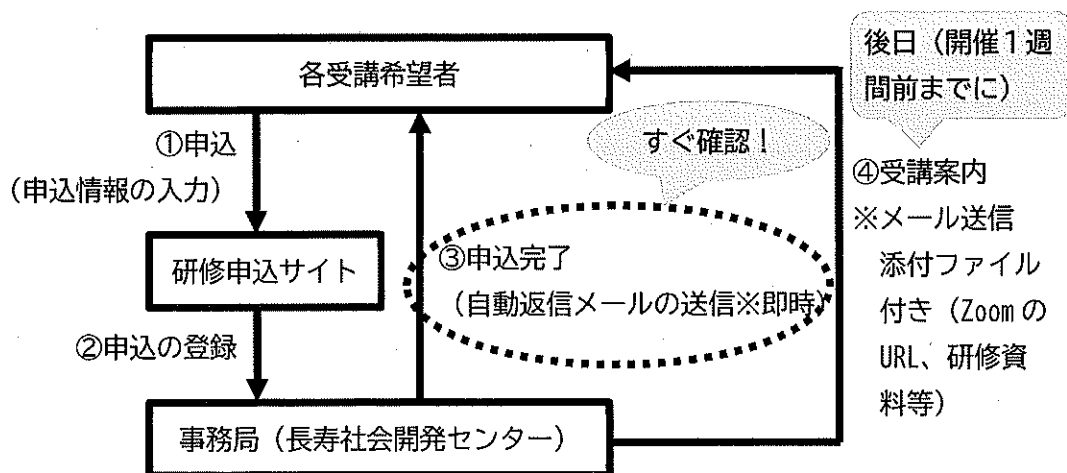 各受講希望者
後日（開催１週
間前までに）
すぐ確認！
①申込
（申込情報の入力）
④受講案内
※メール送信
添付ファイル
付き（Zoomの
URL、研修資
料等）
研修申込サイト
③申込完了
（自動返信メールの送信※即時）
②申込の登録
事務局（長寿社会開発センター）